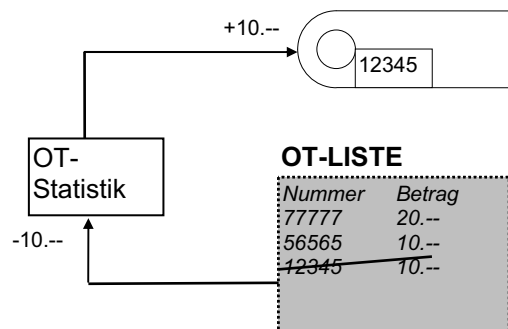 +10.--
12345
OT-
Statistik
-10.--
OT-LISTE
Nummer Betrag
77777 20.--
56565 10.--
12345 10.--